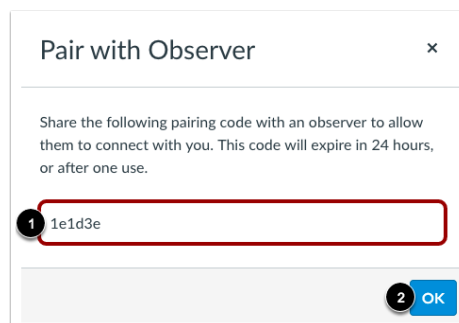 Pair with Observer ×
Share the following pairing code with an observer to allow
them to connect with you. This code will expire in 24 hours,
or after one use.
1 1e1d3e
2 OK